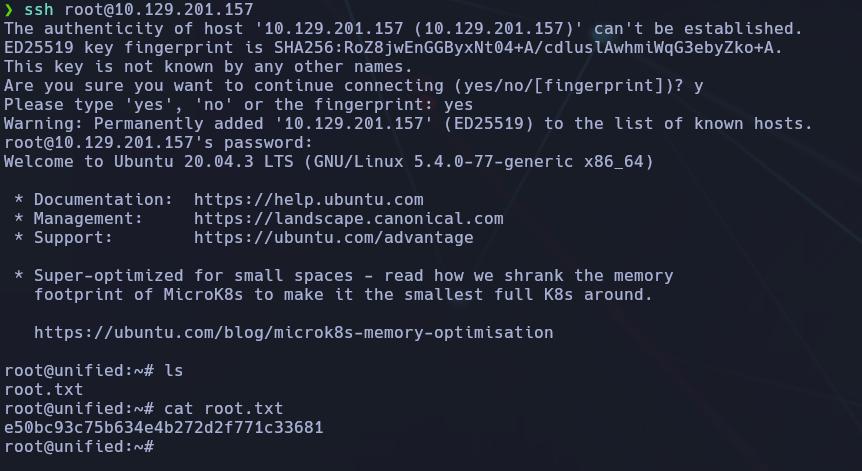 ❯ ssh root@10.129.201.157
The authenticity of host '10.129.201.157 (10.129.201.157)' can't be established.
ED25519 key fingerprint is SHA256:RoZ8jwEnGGByxNt04+A/cdluslAwhmiWqG3ebyZko+A.
This key is not known by any other names.
Are you sure you want to continue connecting (yes/no/[fingerprint])? y
Please type 'yes', 'no' or the fingerprint: yes
Warning: Permanently added '10.129.201.157' (ED25519) to the list of known hosts.
root@10.129.201.157's password:
Welcome to Ubuntu 20.04.3 LTS (GNU/Linux 5.4.0-77-generic x86_64)
* Documentation:  https://help.ubuntu.com
* Management:     https://landscape.canonical.com
* Support:        https://ubuntu.com/advantage
* Super-optimized for small spaces - read how we shrank the memory
footprint of MicroK8s to make it the smallest full K8s around.
https://ubuntu.com/blog/microk8s-memory-optimisation
root@unified:~# ls
root.txt
root@unified:~# cat root.txt
e50bc93c75b634e4b272d2f771c33681
root@unified:~#